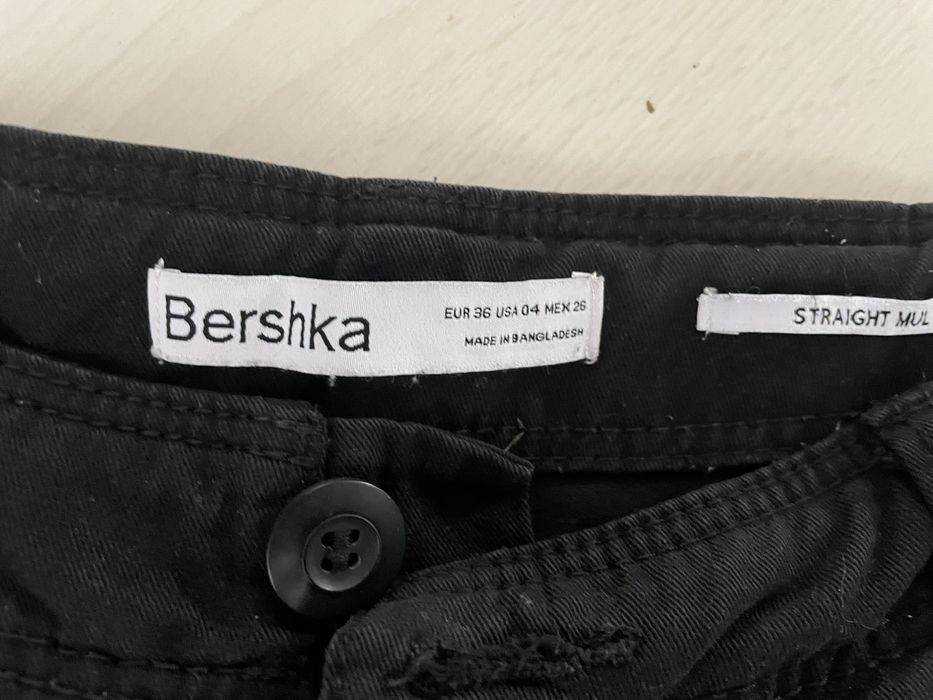 Bershka
EUR 36 USA 04 MEX 26
MADE IN BANGLADESH
STRAIGHT MUL